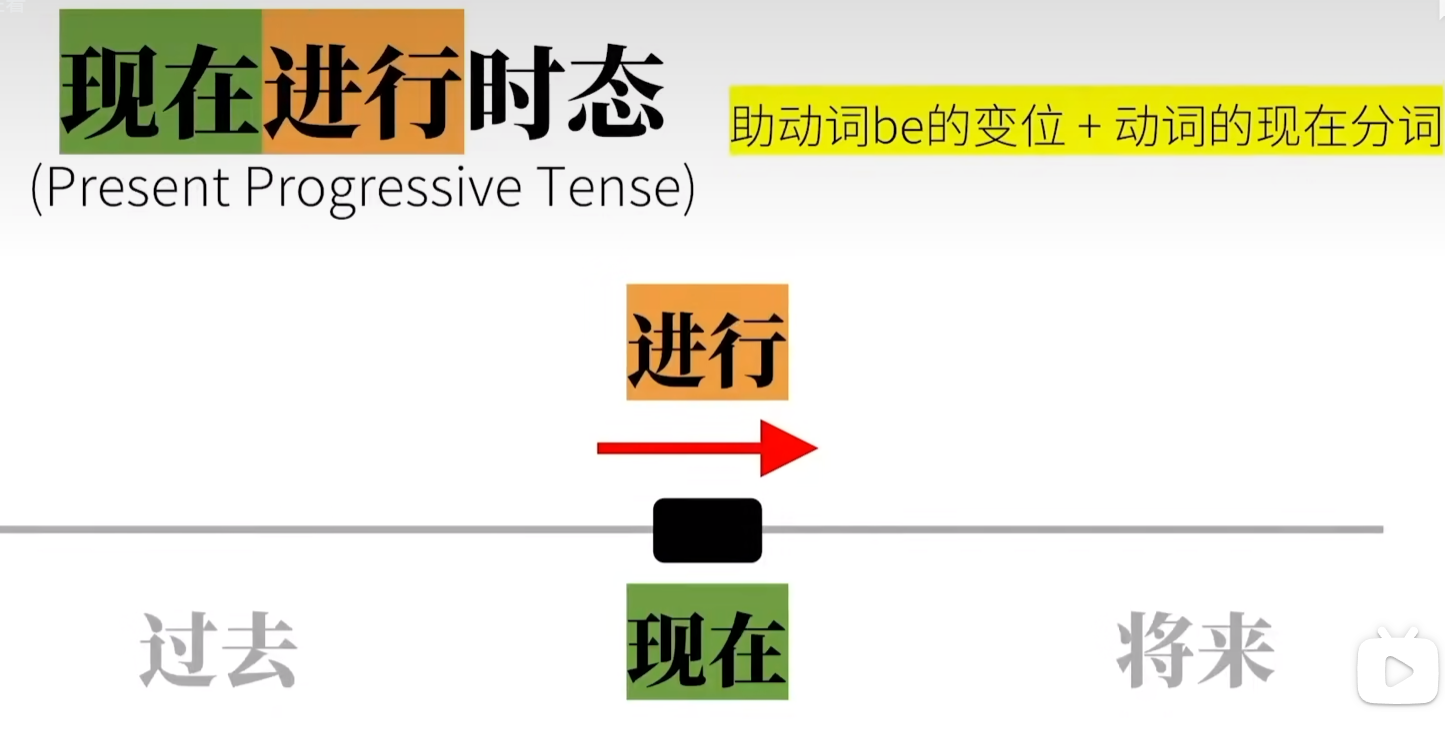 现在进行时态
助动词be的变位 + 动词的现在分词
(Present Progressive Tense)
进行
现在
过去
将来